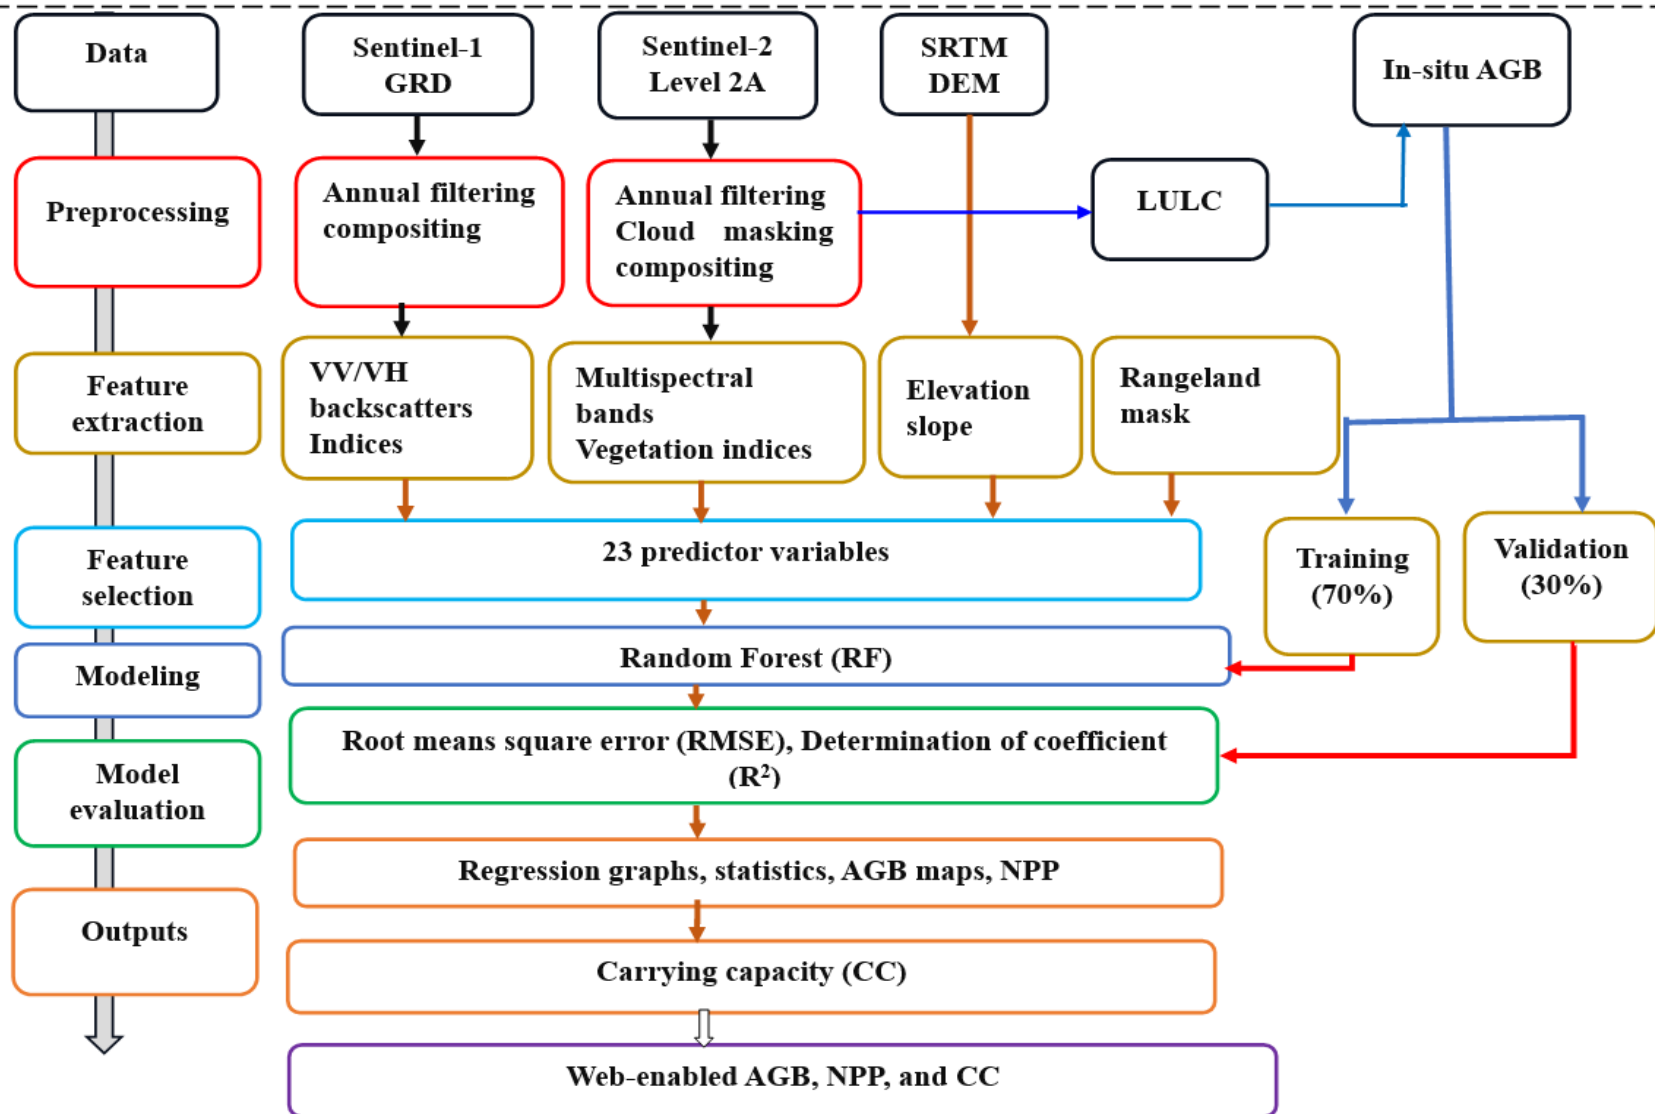 Data
Sentinel-1
GRD
Sentinel-2
Level 2A
SRTM
DEM
In-situ AGB
Preprocessing
Annual filtering
compositing
Annual filtering
Cloud masking
compositing
LULC
Feature
extraction
VV/VH
backscatters
Indices
Multispectral
bands
Vegetation indices
Elevation
slope
Rangeland
mask
Feature
selection
23 predictor variables
Training
(70%)
Validation
(30%)
Modeling
Random Forest (RF)
Model
evaluation
Root means square error (RMSE), Determination of coefficient
(R²)
Outputs
Regression graphs, statistics, AGB maps, NPP
Carrying capacity (CC)
Web-enabled AGB, NPP, and CC